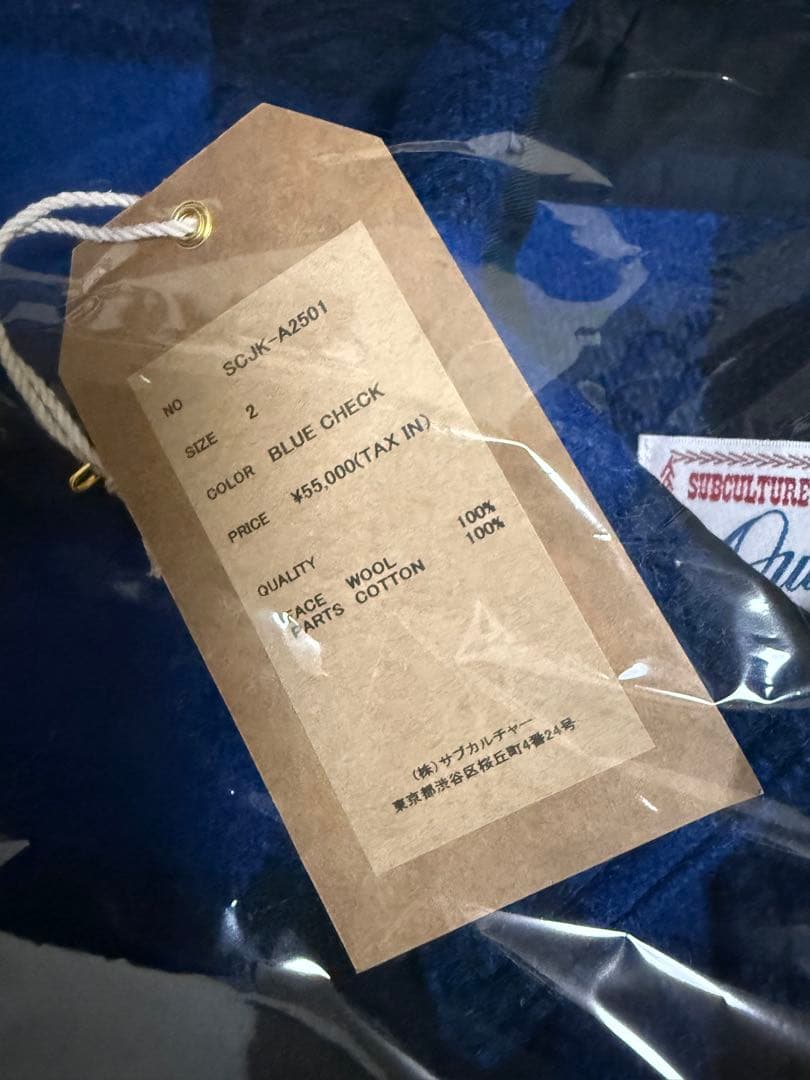 NO SCJK-A2501
SIZE 2
COLOR BLUE CHECK
PRICE ¥55,000(TAX IN)
QUALITY
FACE WOOL 100%
PARTS COTTON 100%
(株)サブカルチャー
東京都渋谷区桜丘町4番24号
SUBCULTURE